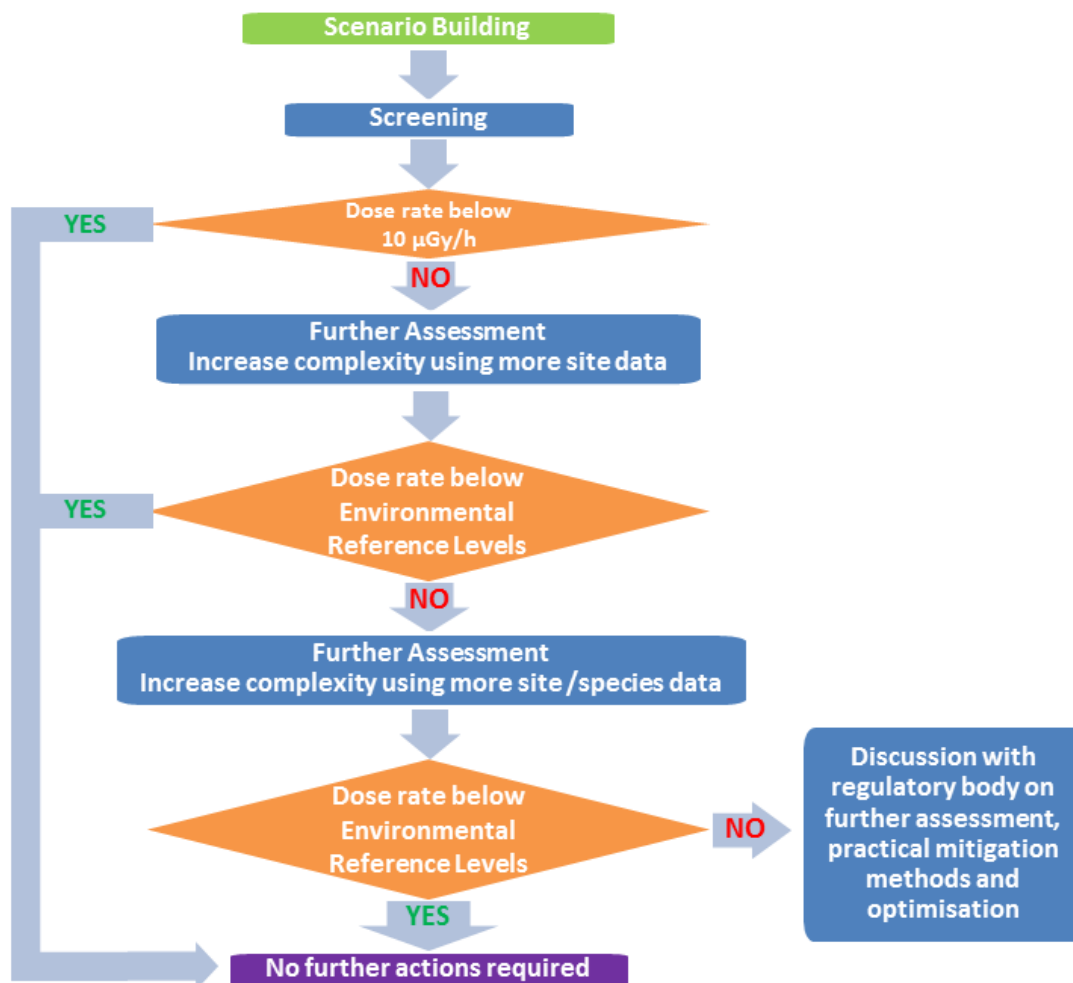 Scenario Building
Screening
Dose rate below
10 µGy/h
YES
NO
Further Assessment
Increase complexity using more site data
Dose rate below
Environmental
Reference Levels
YES
NO
Further Assessment
Increase complexity using more site /species data
Dose rate below
Environmental
Reference Levels
NO
Discussion with
regulatory body on
further assessment,
practical mitigation
methods and
optimisation
YES
No further actions required